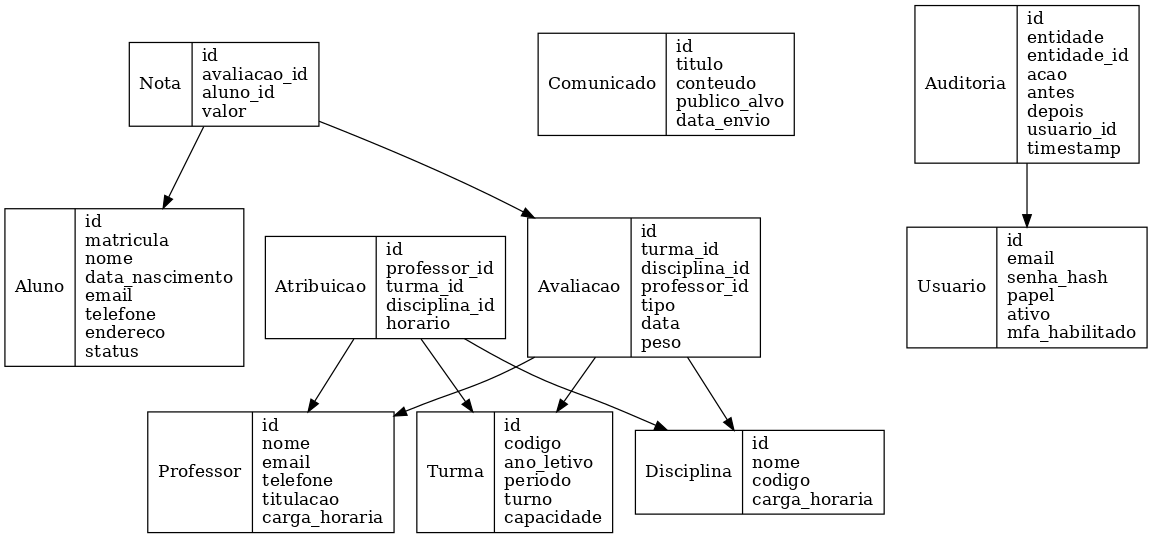 Nota
id
avaliacao_id
aluno_id
valor
Comunicado
id
titulo
conteudo
publico_alvo
data_envio
Auditoria
id
entidade
entidade_id
acao
antes
depois
usuario_id
timestamp
Aluno
id
matricula
nome
data_nascimento
email
telefone
endereco
status
Atribuicao
id
professor_id
turma_id
disciplina_id
horario
Avaliacao
id
turma_id
disciplina_id
professor_id
tipo
data
peso
Usuario
id
email
senha_hash
papel
ativo
mfa_habilitado
Professor
id
nome
email
telefone
titulacao
carga_horaria
Turma
id
codigo
ano_letivo
periodo
turno
capacidade
Disciplina
id
nome
codigo
carga_horaria